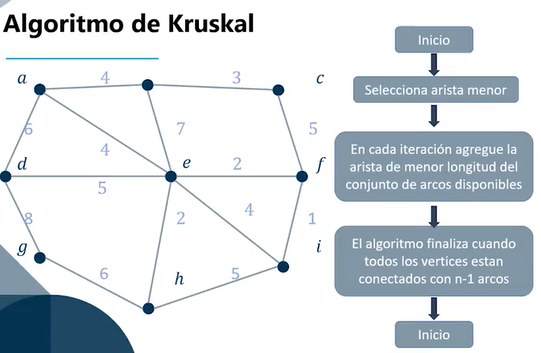 Algoritmo de Kruskal
a
4
3
c
6
7
5
4
d
e
2
f
5
8
2
4
1
g
i
6
h
5
Inicio
Selecciona arista menor
En cada iteración agregue la
arista de menor longitud del
conjunto de arcos disponibles
El algoritmo finaliza cuando
todos los vertices estan
conectados con n-1 arcos
Inicio